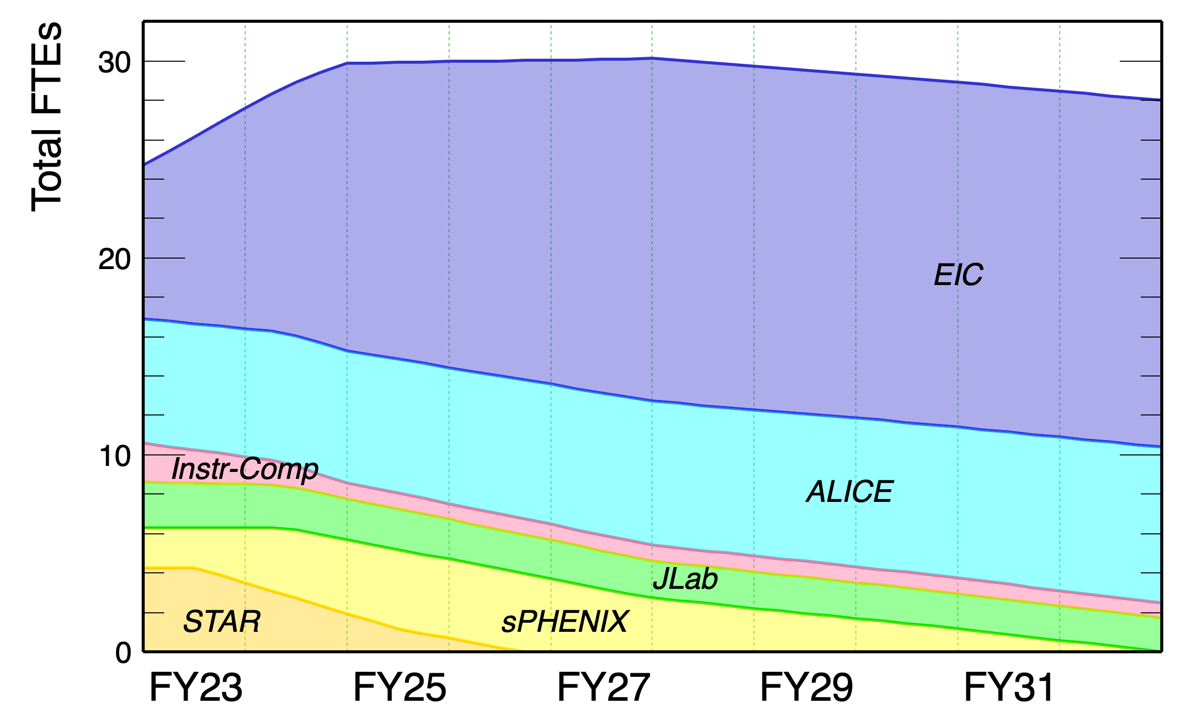 Total FTEs
30
20
10
0
EIC
ALICE
Instr-Comp
JLab
STAR
sPHENIX
FY23
FY25
FY27
FY29
FY31